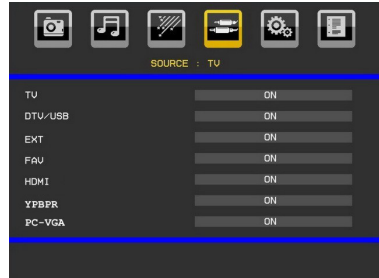 SOURCE : TV
TV ON
DTV/USB ON
EXT ON
FAV ON
HDMI ON
YPBPR ON
PC-VGA ON